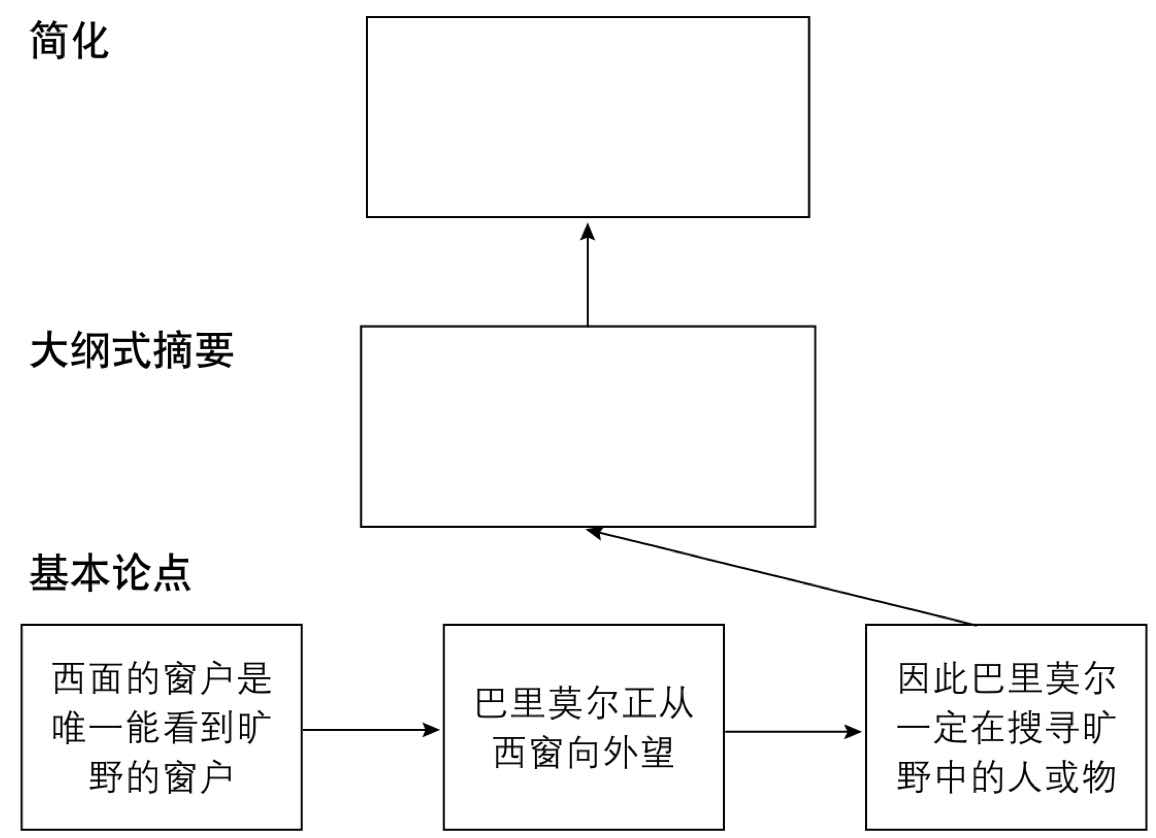 简化
大纲式摘要
基本论点
西面的窗户是
唯一能看到旷
野的窗户
巴里莫尔正从
西窗向外望
因此巴里莫尔
一定在搜寻旷
野中的人或物